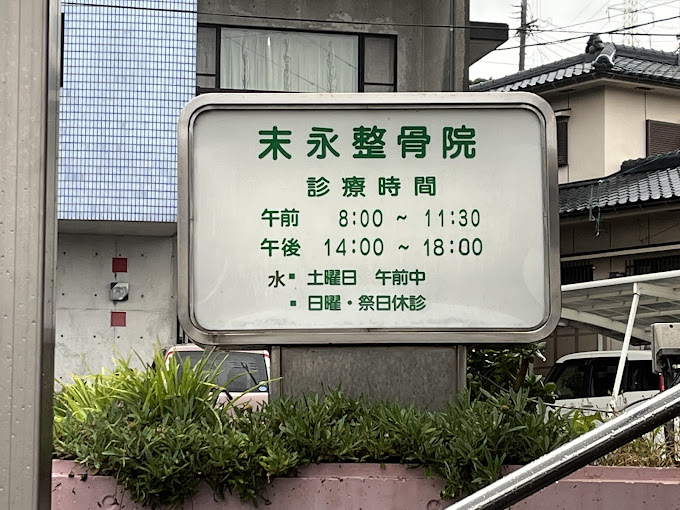 末永整骨院
診療時間
午前 8:00 ~ 11:30
午後 14:00 ~ 18:00
水▪土曜日 午前中
▪日曜・祭日休診